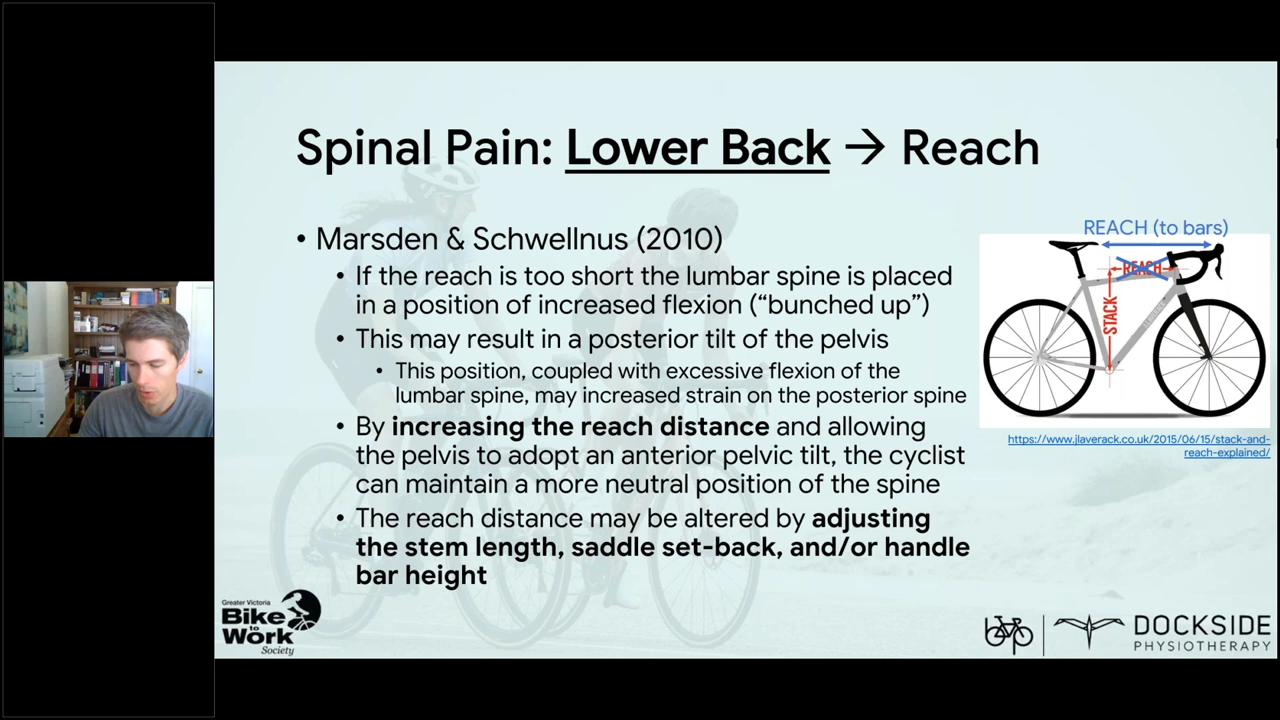 Spinal Pain: Lower Back → Reach
• Marsden & Schwellnus (2010)
• If the reach is too short the lumbar spine is placed
in a position of increased flexion (“bunched up”)
• This may result in a posterior tilt of the pelvis
• This position, coupled with excessive flexion of the
lumbar spine, may increased strain on the posterior spine
• By increasing the reach distance and allowing
the pelvis to adopt an anterior pelvic tilt, the cyclist
can maintain a more neutral position of the spine
• The reach distance may be altered by adjusting
the stem length, saddle set-back, and/or handle
bar height
REACH (to bars)
REACH
STACK
https://www.jlaverack.co.uk/2015/06/15/stack-and-
reach-explained/
Greater Victoria
Bike
to
Work
Society
DOCKSIDE
PHYSIOTHERAPY